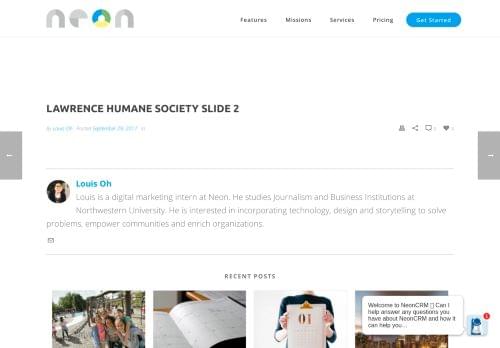 neon
Features Missions Services Pricing Get Started
LAWRENCE HUMANE SOCIETY SLIDE 2
By Louis Oh Posted September 29, 2017 In
0 0
← →
Louis Oh
Louis is a digital marketing intern at Neon. He studies Journalism and Business Institutions at
Northwestern University. He is interested in incorporating technology, design and storytelling to solve
problems, empower communities and enrich organizations.
RECENT POSTS
01
Welcome to NeonCRM Can I
help answer any questions you
have about NeonCRM and how it
can help you...
1